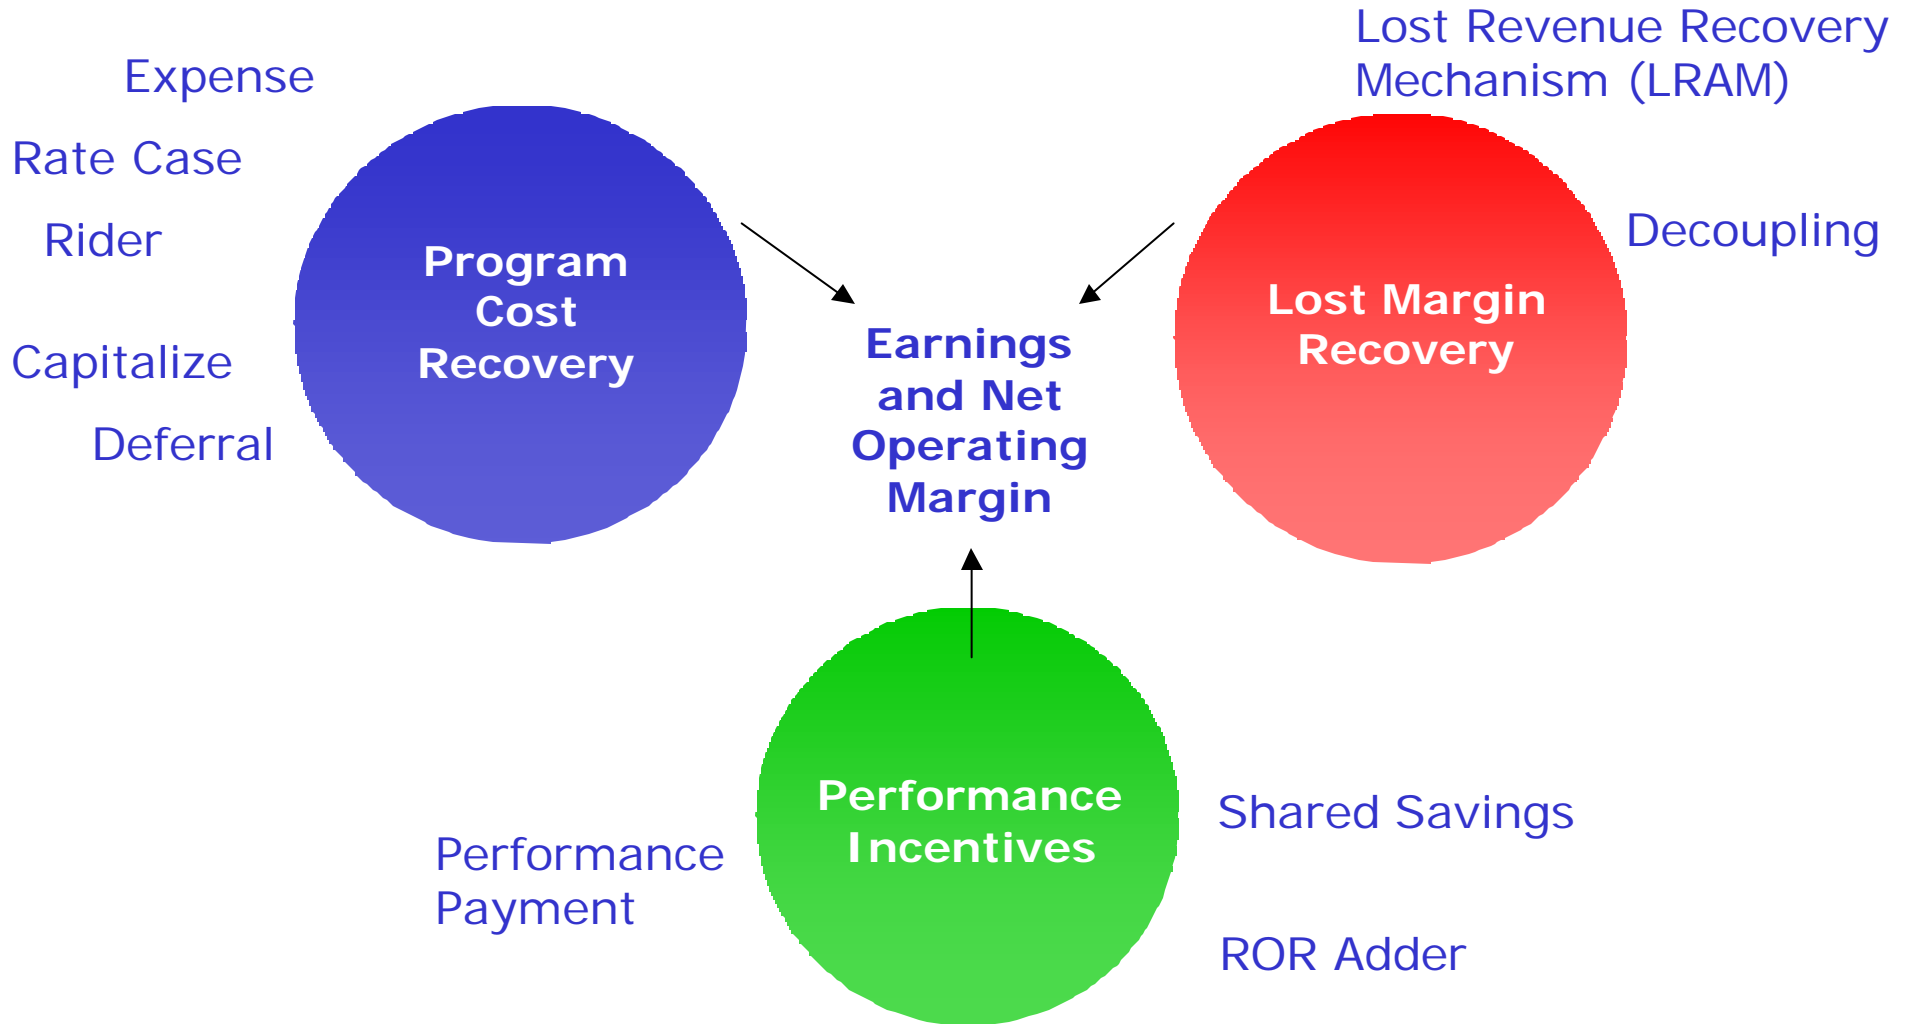 Expense
Rate Case
Rider
Capitalize
Deferral
Program
Cost
Recovery
Earnings
and Net
Operating
Margin
Lost Revenue Recovery
Mechanism (LRAM)
Decoupling
Lost Margin
Recovery
Performance
Incentives
Performance
Payment
Shared Savings
ROR Adder